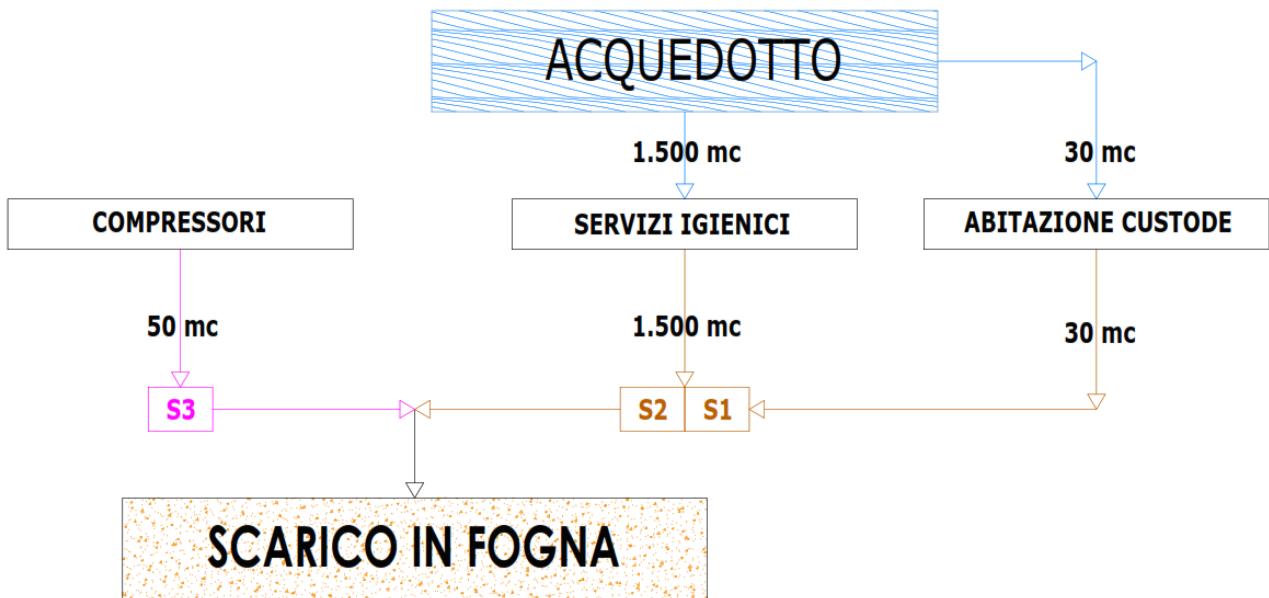 ACQUEDOTTO
1.500 mc
30 mc
COMPRESSORI
SERVIZI IGIENICI
ABITAZIONE CUSTODE
50 mc
1.500 mc
30 mc
S3
S2
S1
SCARICO IN FOGNA